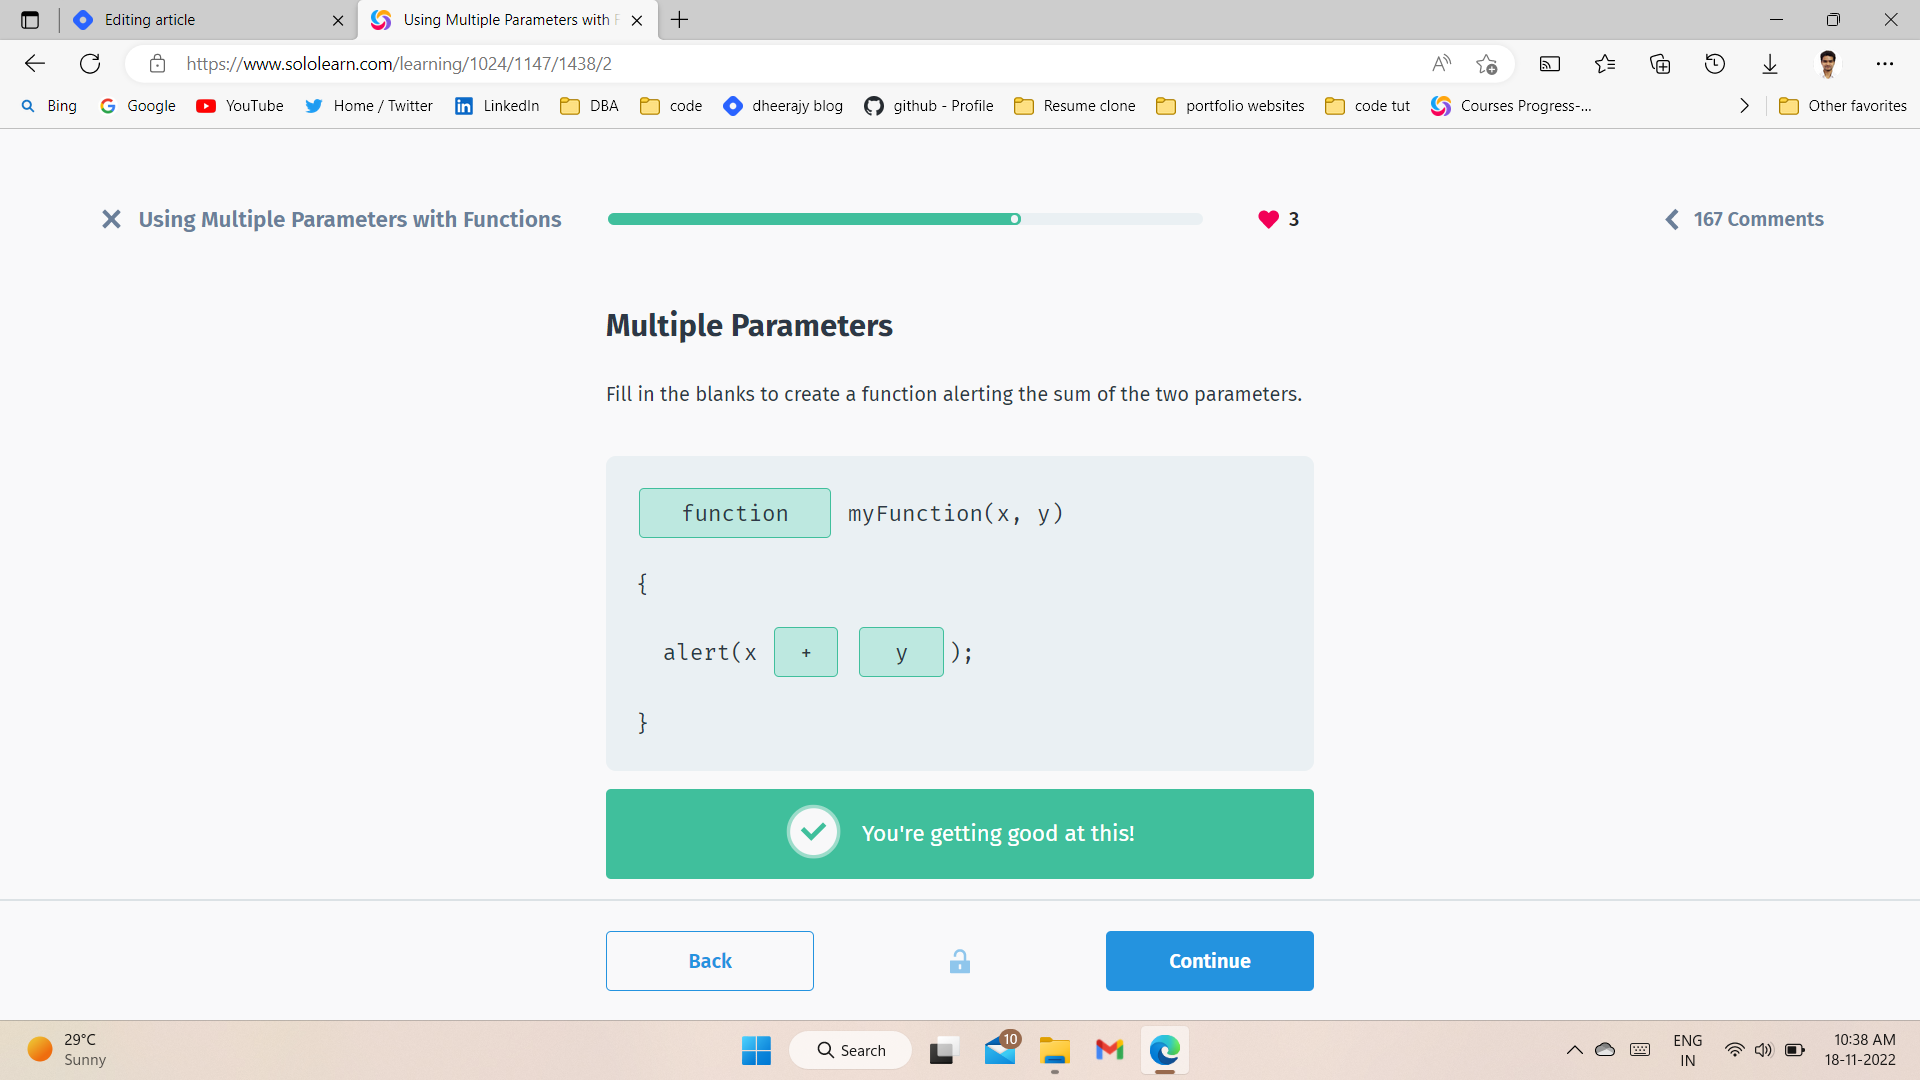 Editing article
Using Multiple Parameters with F
https://www.sololearn.com/learning/1024/1147/1438/2
Bing Google YouTube Home / Twitter LinkedIn DBA code dheerajy blog github - Profile Resume clone portfolio websites code tut Courses Progress-... Other favorites
Using Multiple Parameters with Functions
3
167 Comments
Multiple Parameters
Fill in the blanks to create a function alerting the sum of the two parameters.
function myFunction(x, y)
{
alert(x + y );
}
You're getting good at this!
Back
Continue
29°C
Sunny
Search
10
ENG
IN
10:38 AM
18-11-2022